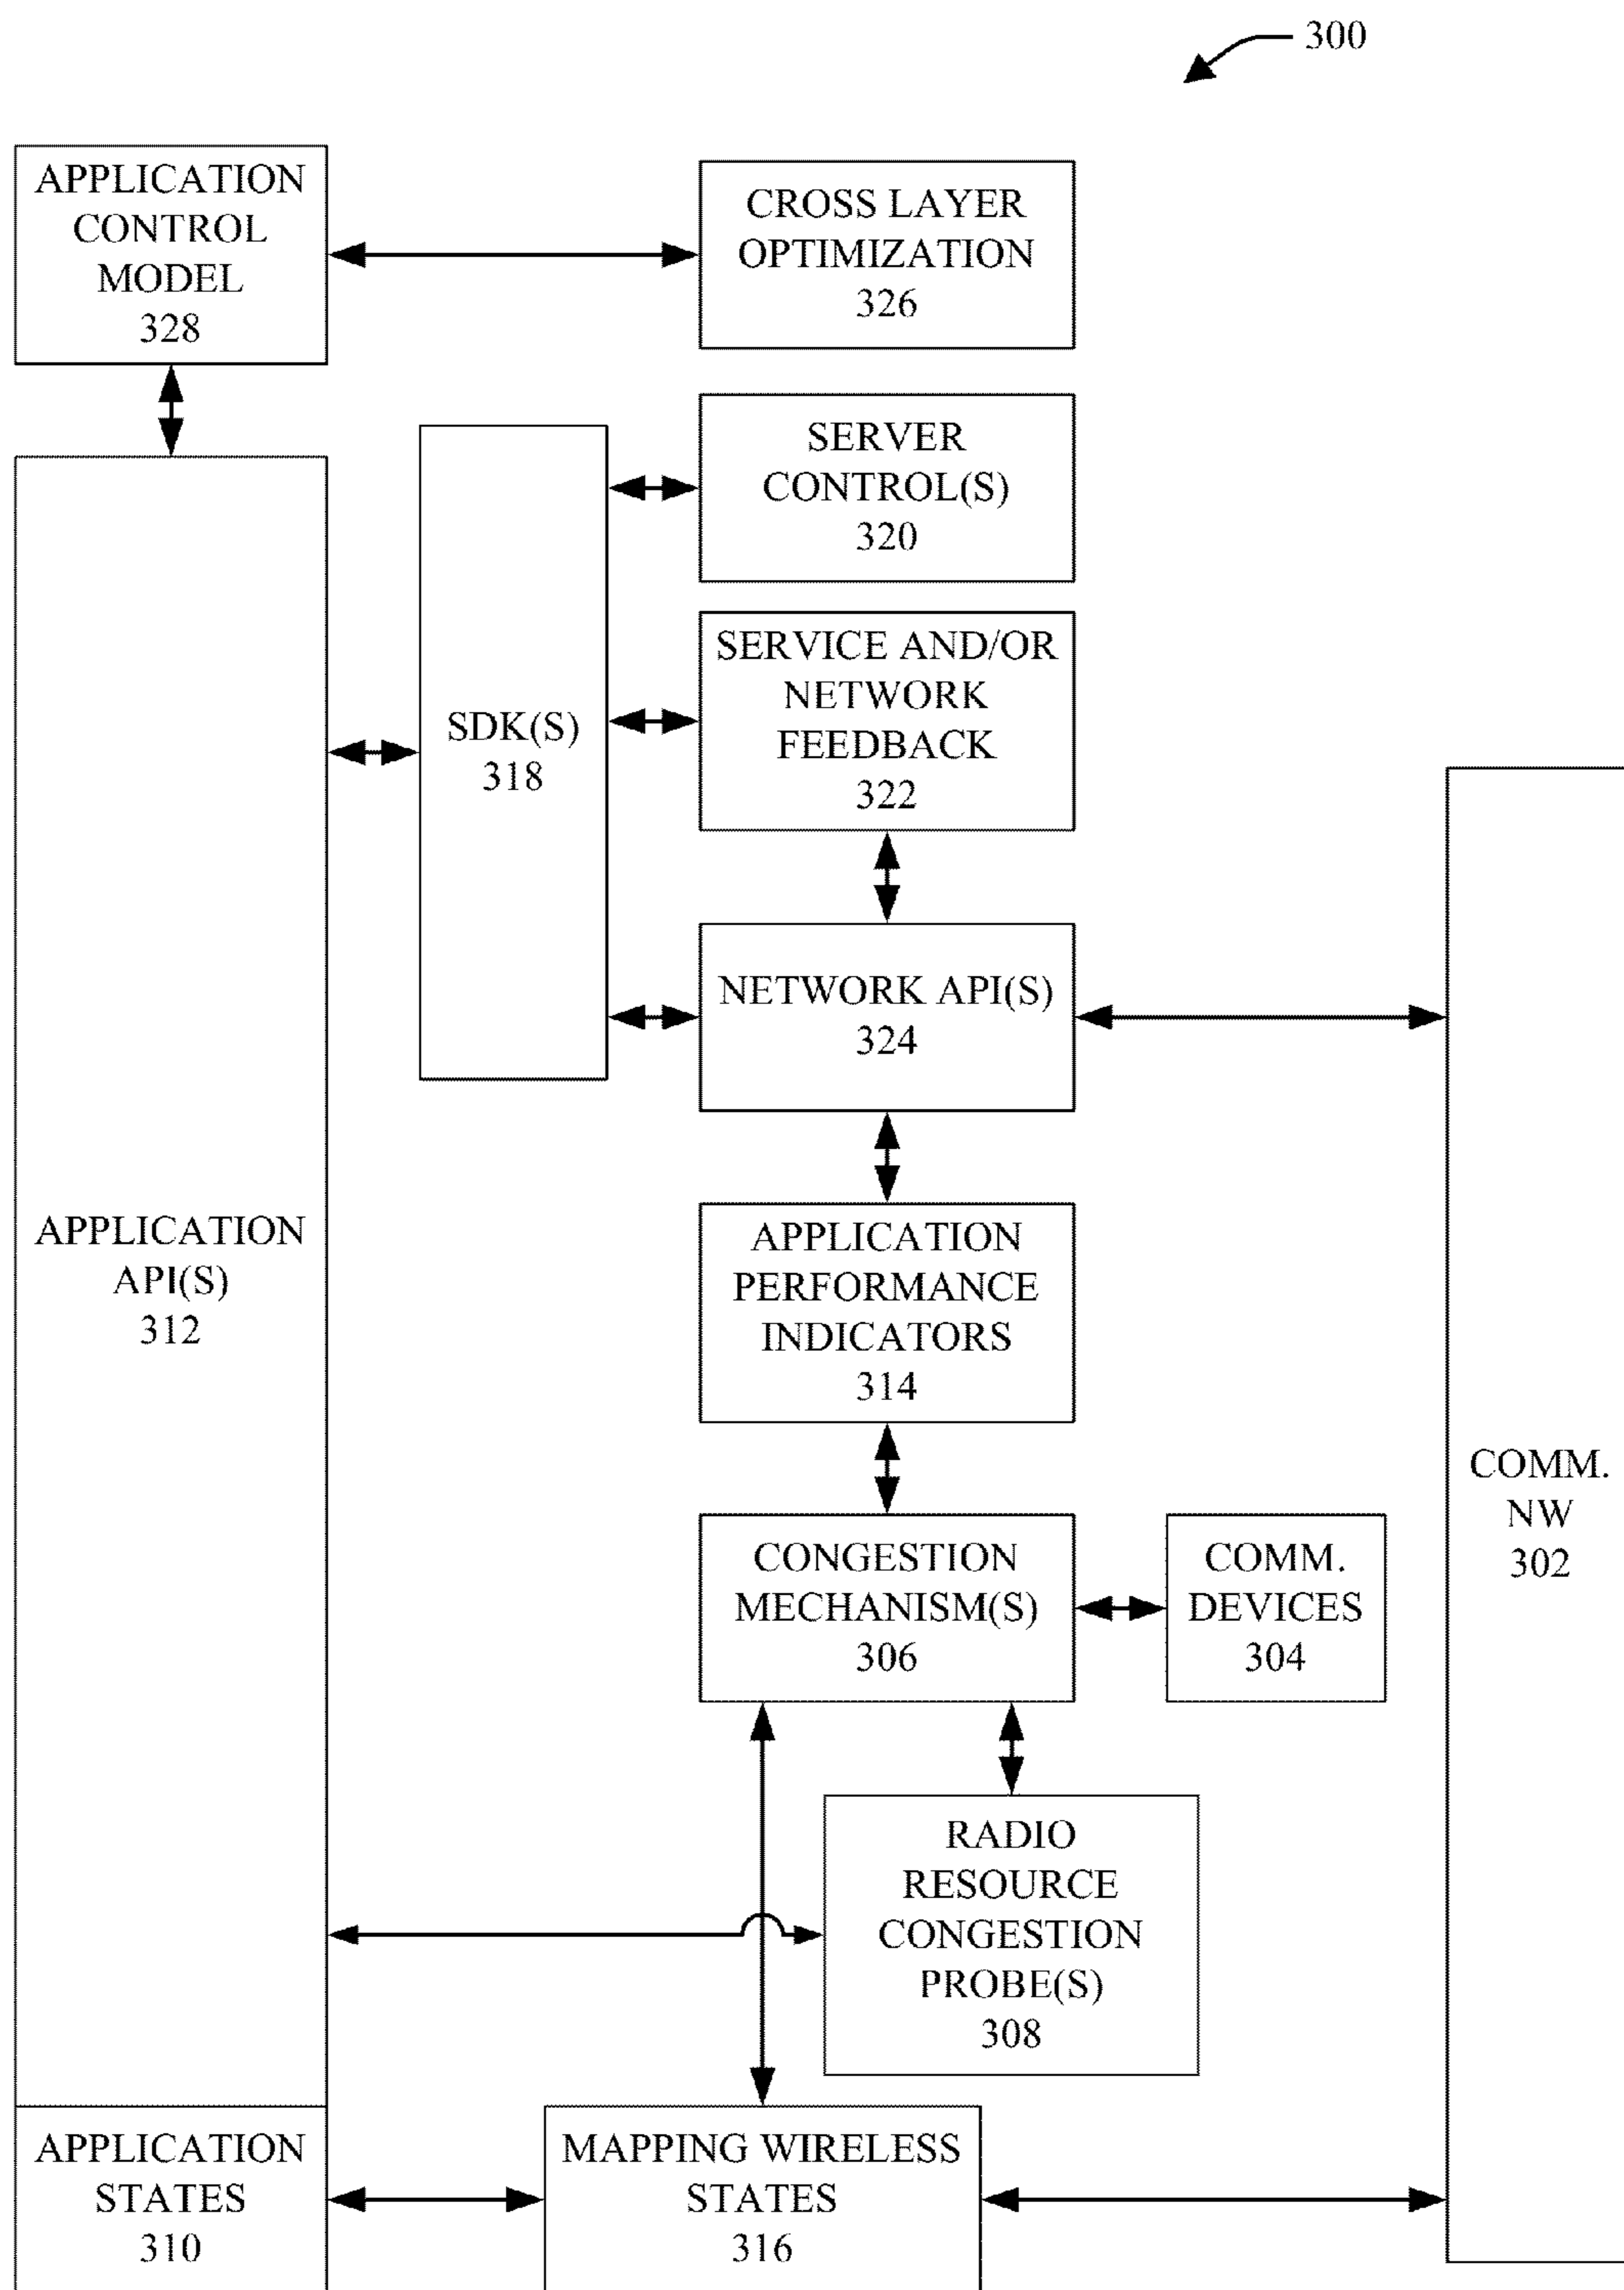 300
APPLICATION
CONTROL
MODEL
328
CROSS LAYER
OPTIMIZATION
326
SERVER
CONTROL(S)
320
SERVICE AND/OR
NETWORK
FEEDBACK
322
SDK(S)
318
NETWORK API(S)
324
APPLICATION
API(S)
312
APPLICATION
PERFORMANCE
INDICATORS
314
COMM.
NW
302
CONGESTION
MECHANISM(S)
306
COMM.
DEVICES
304
RADIO
RESOURCE
CONGESTION
PROBE(S)
308
APPLICATION
STATES
310
MAPPING WIRELESS
STATES
316